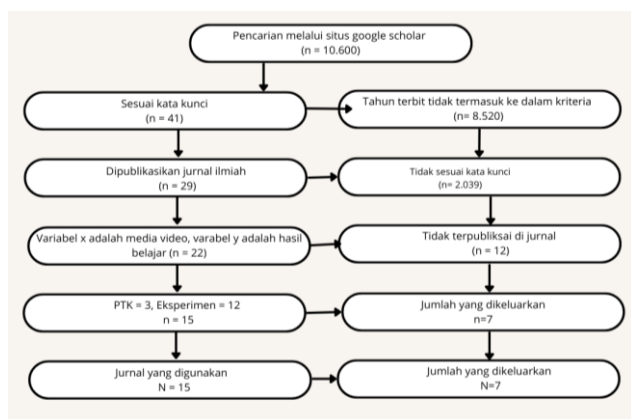 Pencarian melalui situs google scholar
(n = 10.600)
Sesuai kata kunci
(n = 41)
Tahun terbit tidak termasuk ke dalam kriteria
(n= 8.520)
Dipublikasikan jurnal ilmiah
(n = 29)
Tidak sesuai kata kunci
(n= 2.039)
Variabel x adalah media video, varabel y adalah hasil
belajar (n = 22)
Tidak terpubliksai di jurnal
(n = 12)
PTK = 3, Eksperimen = 12
n = 15
Jumlah yang dikeluarkan
n=7
Jurnal yang digunakan
N = 15
Jumlah yang dikeluarkan
N=7